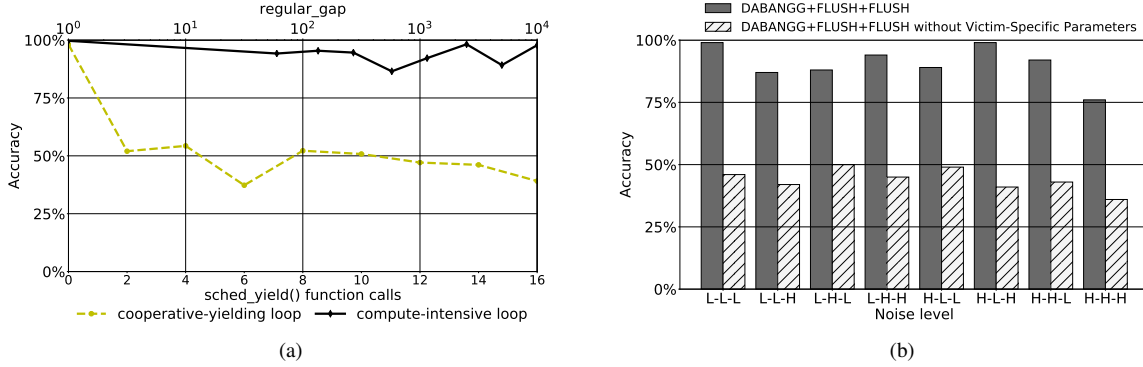 regular_gap
10^0 10^1 10^2 10^3 10^4
100%
75%
50%
25%
0%
Accuracy
0 2 4 6 8 10 12 14 16
sched_yield() function calls
cooperative-yielding loop compute-intensive loop
(a)
DABANGG+FLUSH+FLUSH
DABANGG+FLUSH+FLUSH without Victim-Specific Parameters
100%
75%
50%
25%
0%
Accuracy
L-L-L L-L-H L-H-L L-H-H H-L-L H-L-H H-H-L H-H-H
Noise level
(b)